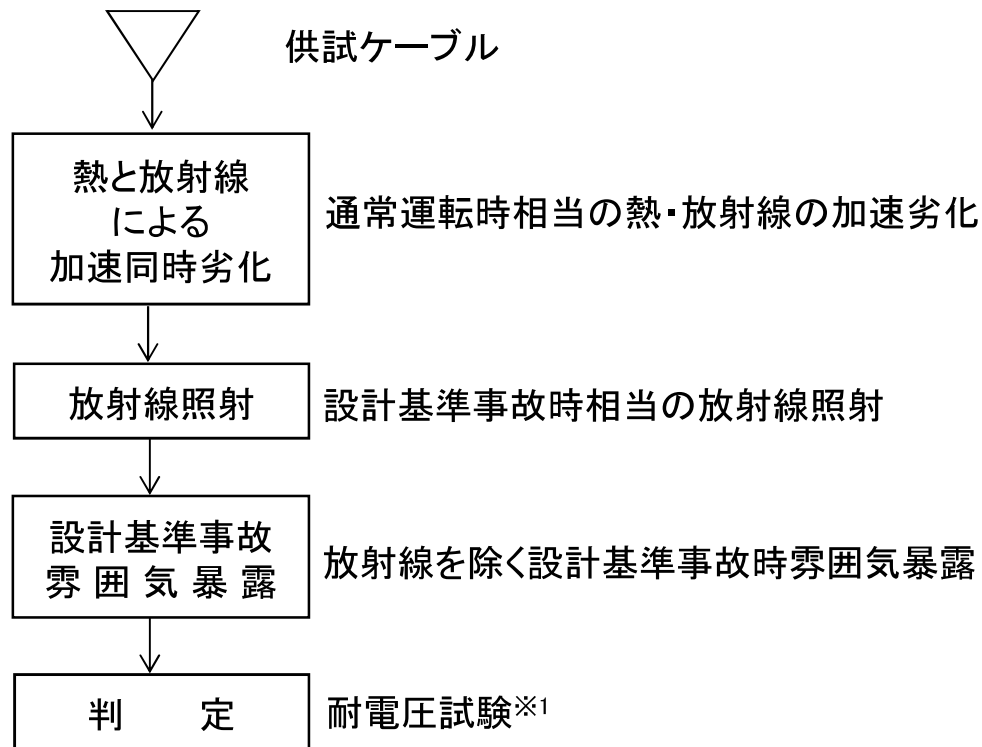 供試ケーブル
熱と放射線
による
加速同時劣化
通常運転時相当の熱・放射線の加速劣化
放射線照射
設計基準事故時相当の放射線照射
設計基準事故
雰囲気暴露
放射線を除く設計基準事故時雰囲気暴露
判　定
耐電圧試験※1